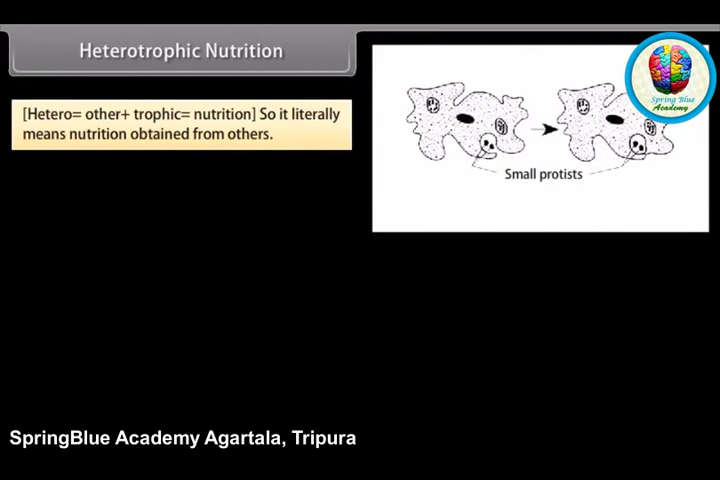 Heterotrophic Nutrition
[Hetero= other+ trophic= nutrition] So it literally
means nutrition obtained from others.
Small protists
Spring Blue
Academy
SpringBlue Academy Agartala, Tripura